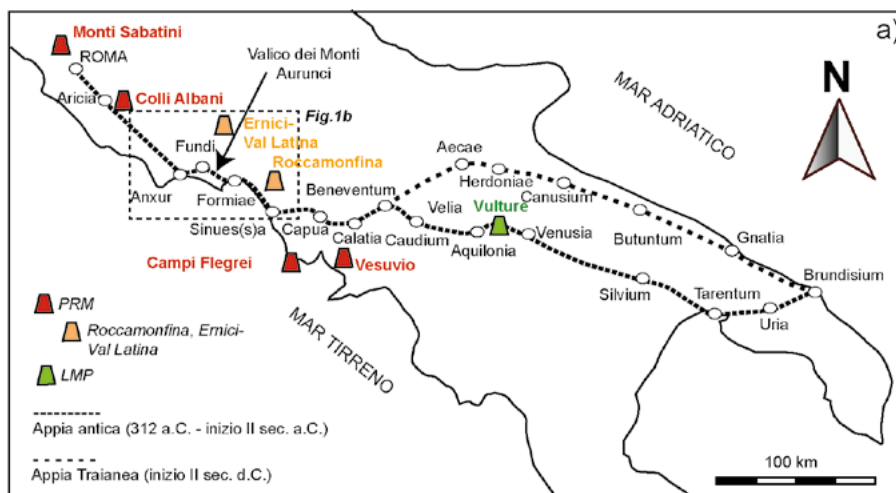 a)
Monti Sabatini
ROMA
Valico dei Monti
Aurunci
Aricia
Colli Albani
Fig.1b
Ernici-
Val Latina
Fundi
Roccamonfina
MAR ADRIATICO
N
Aecae
Herdoniae
Canusium
Anxur
Formiae
Beneventum
Velia
Vulture
Sinues(s)a
Capua
Calatia
Caudium
Aquilonia
Venusia
Butuntum
Gnatia
Campi Flegrei
Vesuvio
Silvium
Tarentum
Brundisium
Uria
MAR TIRRENO
PRM
Roccamonfina, Ernici-
Val Latina
LMP
Appia antica (312 a.C. - inizio II sec. a.C.)
Appia Traianea (inizio II sec. d.C.)
100 km